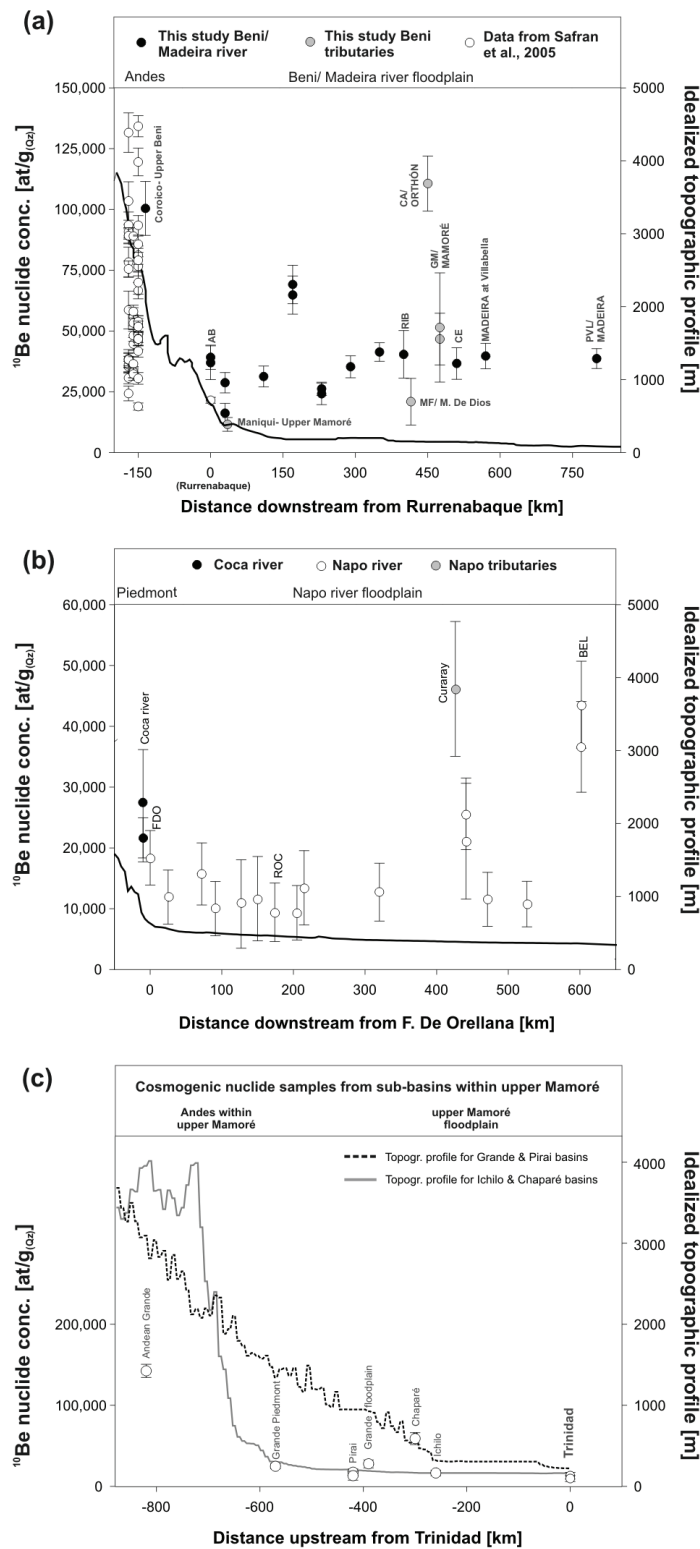 (a)
This study Beni/
Madeira river
This study Beni
tributaries
Data from Safran
et al., 2005
Andes
Beni/ Madeira river floodplain
150,000
125,000
100,000
75,000
50,000
25,000
0
5000
4000
3000
2000
1000
0
¹⁰Be nuclide conc. [at/g(Qz)]
Idealized topographic profile [m]
Coroico- Upper Beni
AB
Maniqui- Upper Mamoré
CA/
ORTHÓN
GM/
MAMORÉ
RIB
MF/ M. De Dios
CE
MADEIRA at Villabella
PVL/
MADEIRA
-150
0
150
300
450
600
750
(Rurrenabaque)
Distance downstream from Rurrenabaque [km]
(b)
Coca river
Napo river
Napo tributaries
Piedmont
Napo river floodplain
60,000
50,000
40,000
30,000
20,000
10,000
0
5000
4000
3000
2000
1000
0
¹⁰Be nuclide conc. [at/g(Qz)]
Idealized topographic profile [m]
Coca river
FDO
ROC
Curaray
BEL
0
100
200
300
400
500
600
Distance downstream from F. De Orellana [km]
(c)
Cosmogenic nuclide samples from sub-basins within upper Mamoré
Andes within
upper Mamoré
upper Mamoré
floodplain
Topogr. profile for Grande & Pirai basins
Topogr. profile for Ichilo & Chaparé basins
200,000
100,000
0
4000
3000
2000
1000
0
¹⁰Be nuclide conc. [at/g(Qz)]
Idealized topographic profile [m]
Andean Grande
Grande Piedmont
Pirai
Grande floodplain
Chaparé
Ichilo
Trinidad
-800
-600
-400
-200
0
Distance upstream from Trinidad [km]